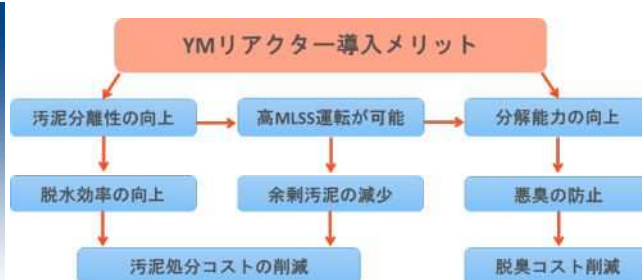 YMリアクター導入メリット
汚泥分離性の向上
高MLSS運転が可能
分解能力の向上
脱水効率の向上
余剰汚泥の減少
悪臭の防止
汚泥処分コストの削減
脱臭コスト削減